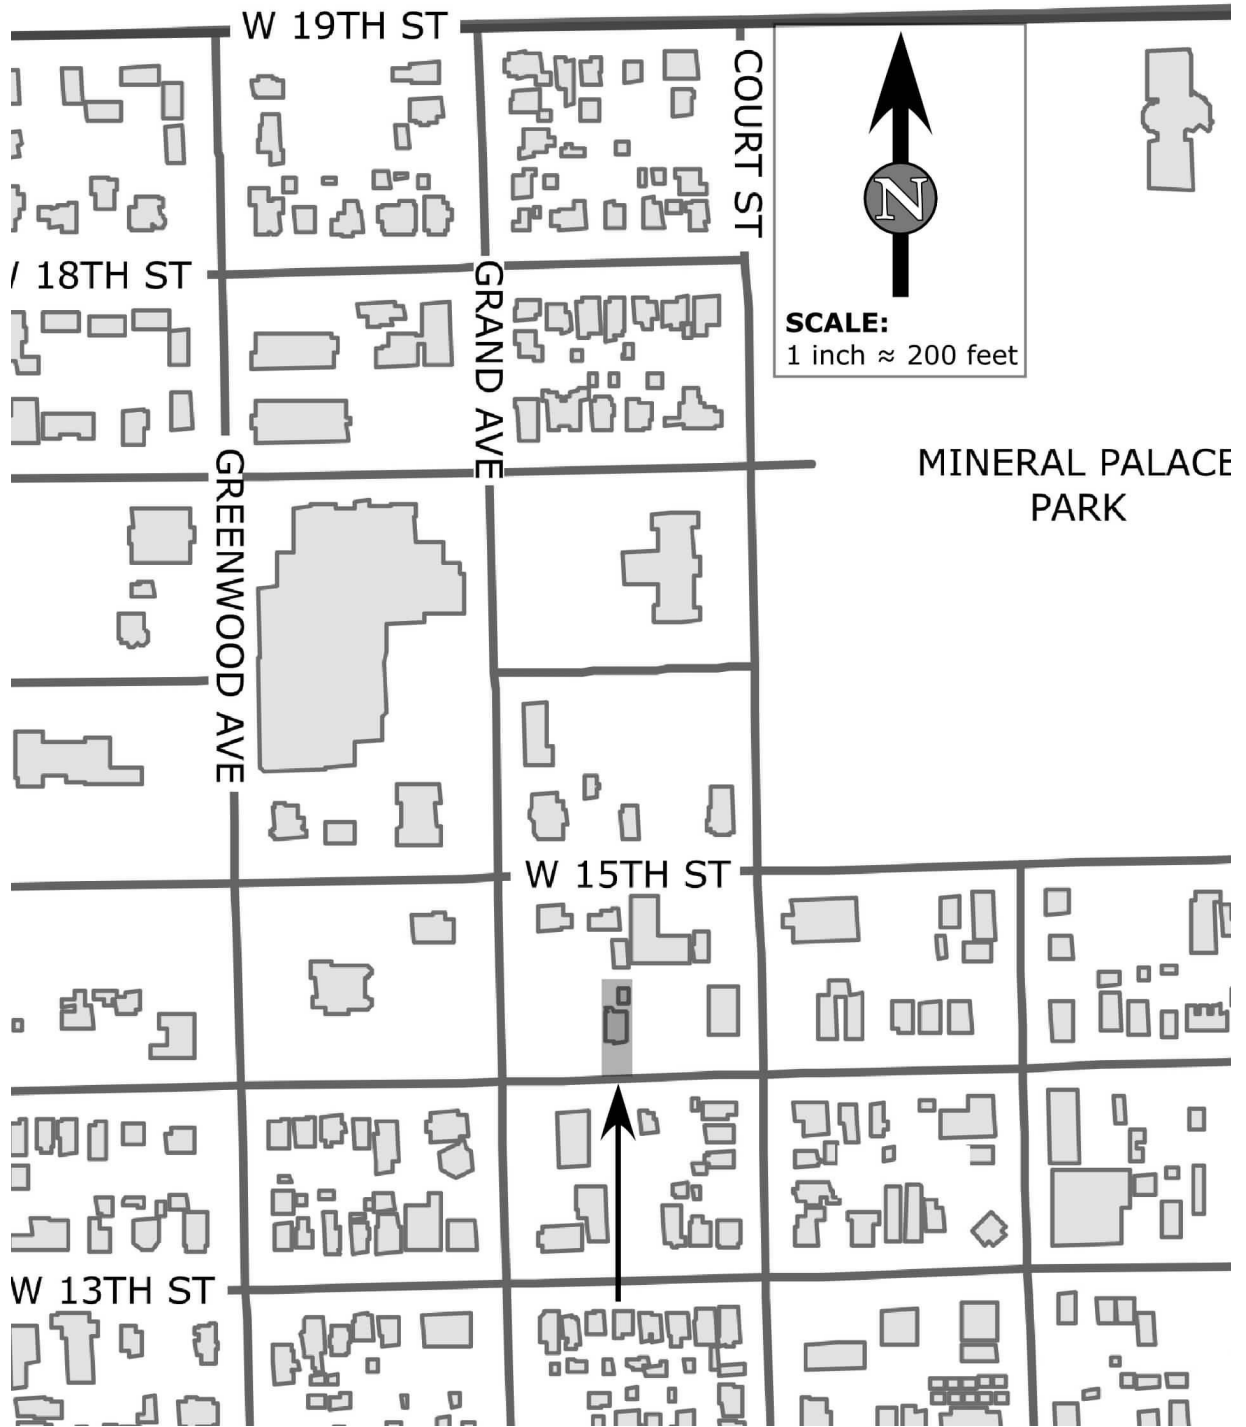 W 19TH ST
COURT ST
N
W 18TH ST
GRAND AVE
SCALE:
1 inch ≈ 200 feet
GREENWOOD AVE
MINERAL PALACE
PARK
W 15TH ST
W 13TH ST